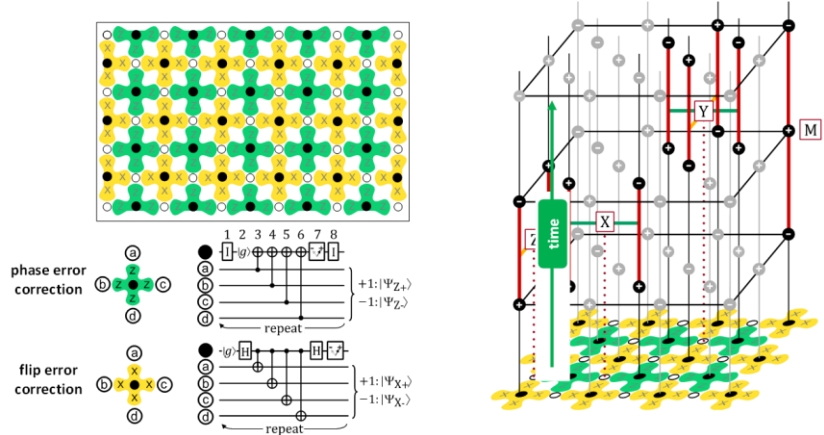 1 2 3 4 5 6 7 8
I |g⟩ I
phase error
correction
a
b
c
d
Z
Z
Z
Z
a
b
c
d
+1:|Ψ_Z+⟩
−1:|Ψ_Z-⟩
repeat
flip error
correction
a
b
c
d
X
X
X
X
|g⟩ H H
a
b
c
d
+1:|Ψ_X+⟩
−1:|Ψ_X-⟩
repeat
Y
M
X
Z
time